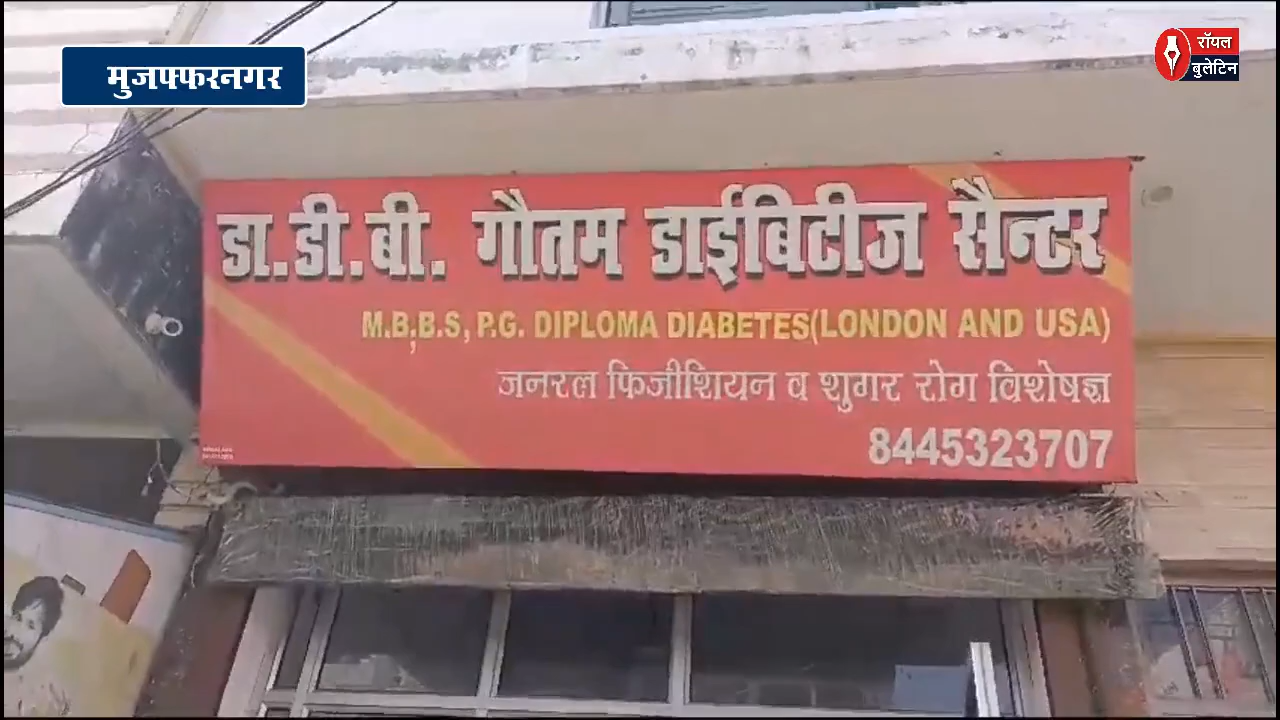 मुजफ्फरनगर
रॉयल
बुलेटिन
डा.डी.बी. गौतम डाईबिटीज सैन्टर
M.B,B.S, P.G. DIPLOMA DIABETES(LONDON AND USA)
जनरल फिजीशियन व शुगर रोग विशेषज्ञ
8445323707